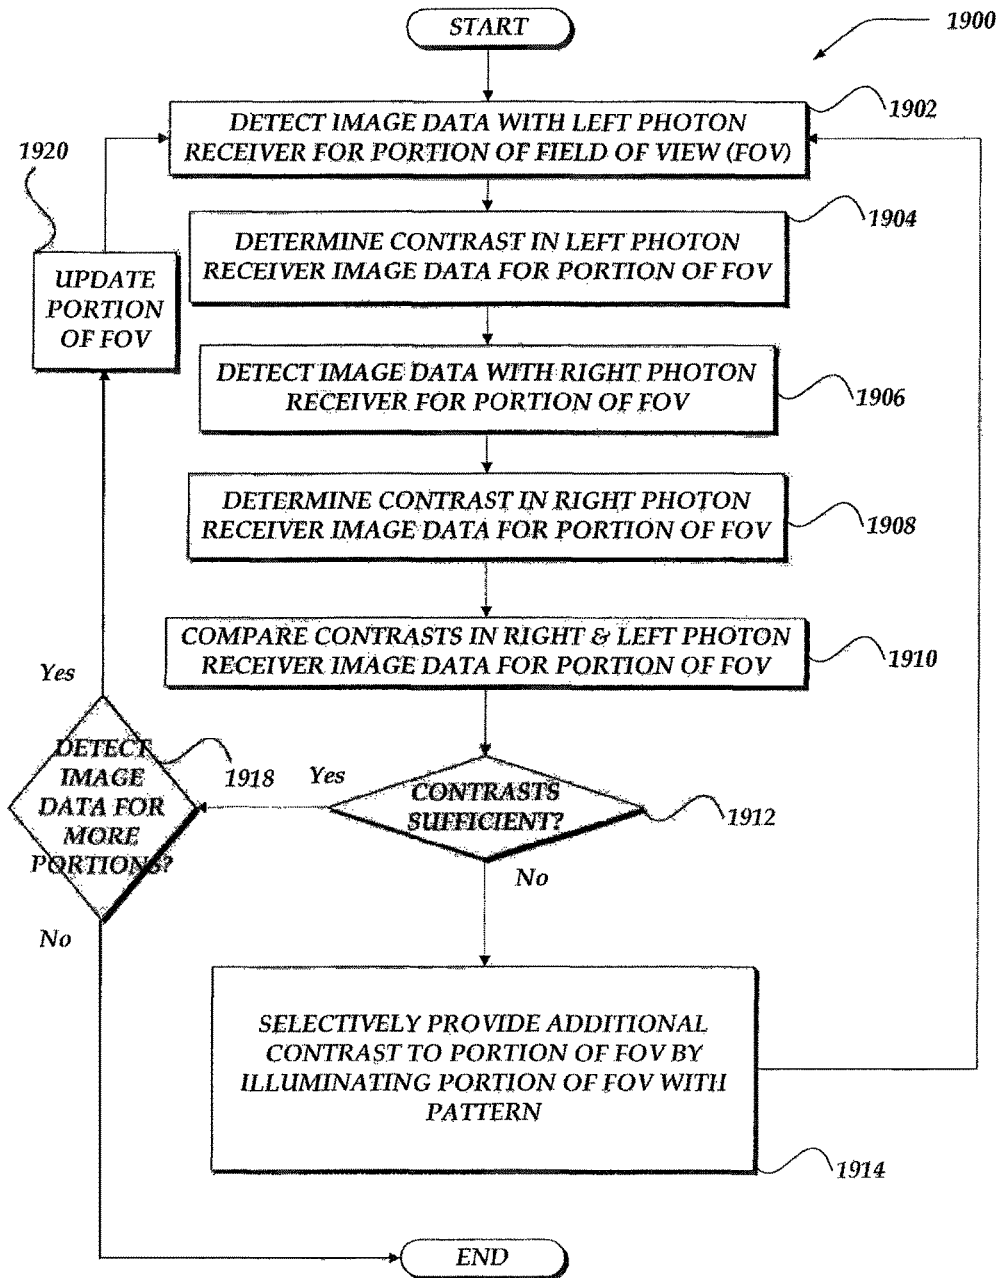 START
1900
DETECT IMAGE DATA WITH LEFT PHOTON
RECEIVER FOR PORTION OF FIELD OF VIEW (FOV)
1902
1920
DETERMINE CONTRAST IN LEFT PHOTON
RECEIVER IMAGE DATA FOR PORTION OF FOV
1904
UPDATE
PORTION
OF FOV
DETECT IMAGE DATA WITH RIGHT PHOTON
RECEIVER FOR PORTION OF FOV
1906
DETERMINE CONTRAST IN RIGHT PHOTON
RECEIVER IMAGE DATA FOR PORTION OF FOV
1908
COMPARE CONTRASTS IN RIGHT & LEFT PHOTON
RECEIVER IMAGE DATA FOR PORTION OF FOV
1910
Yes
DETECT
IMAGE
DATA FOR
MORE
PORTIONS?
1918
Yes
CONTRASTS
SUFFICIENT?
1912
No
No
SELECTIVELY PROVIDE ADDITIONAL
CONTRAST TO PORTION OF FOV BY
ILLUMINATING PORTION OF FOV WITH
PATTERN
1914
END